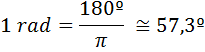 1 rad = 180º/π ≅ 57,3º